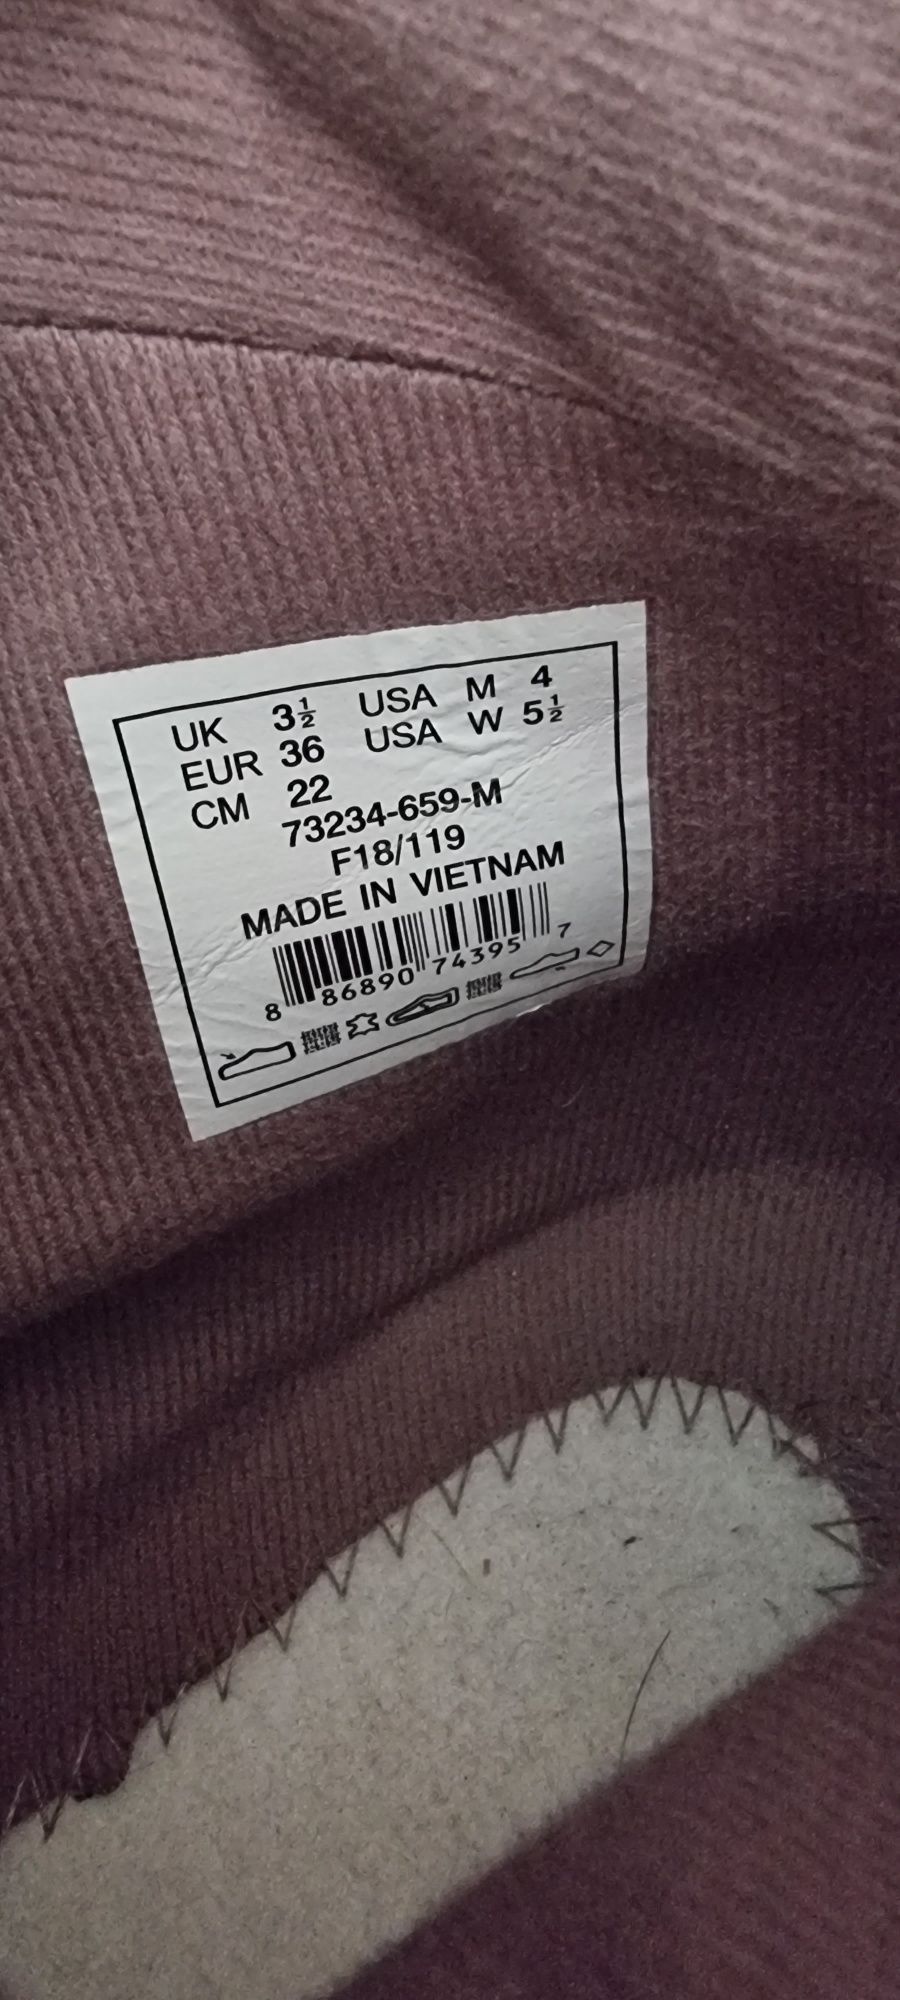 UK 3½ USA M 4
EUR 36 USA W 5½
CM 22
73234-659-M
F18/119
MADE IN VIETNAM
8 86890 74395 7